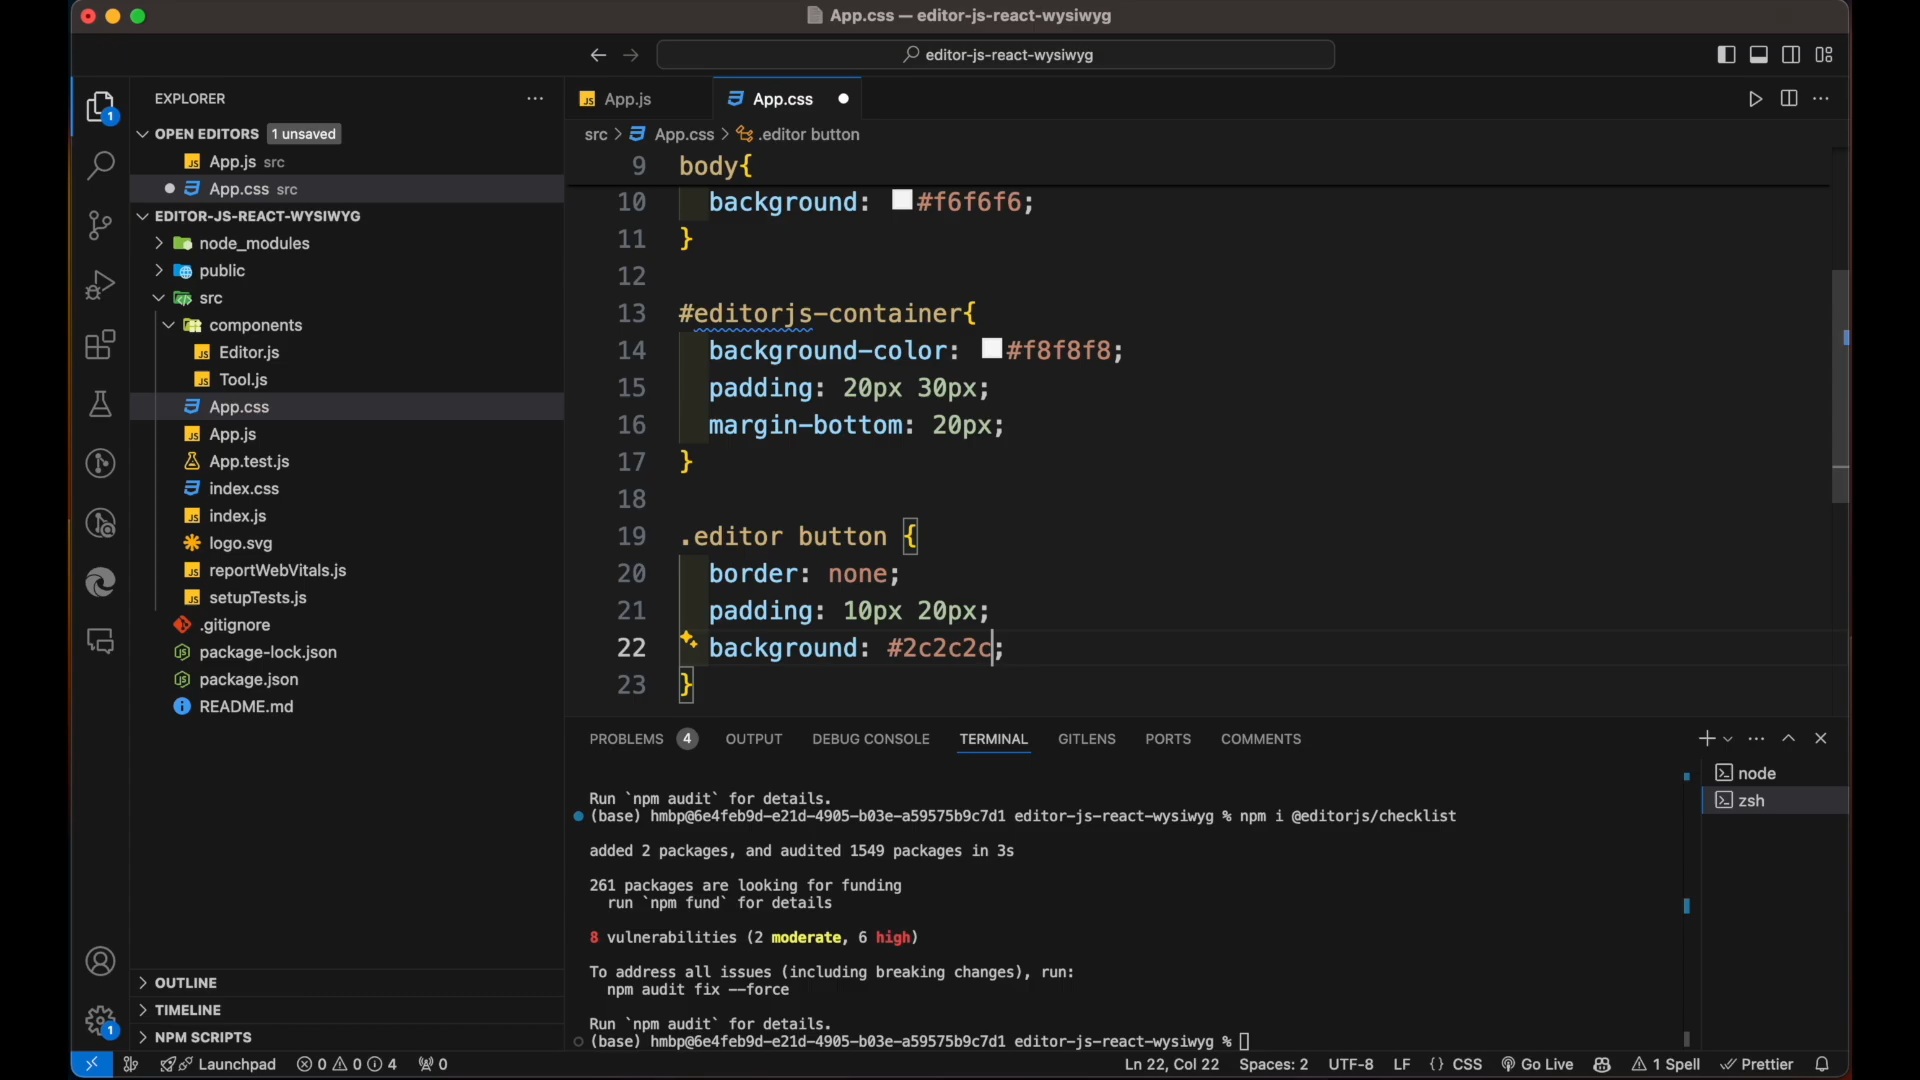 App.css — editor-js-react-wysiwyg
editor-js-react-wysiwyg
EXPLORER
OPEN EDITORS 1 unsaved
App.js src
App.css src
EDITOR-JS-REACT-WYSIWYG
node_modules
public
src
components
Editor.js
Tool.js
App.css
App.js
App.test.js
index.css
index.js
logo.svg
reportWebVitals.js
setupTests.js
.gitignore
package-lock.json
package.json
README.md
OUTLINE
TIMELINE
NPM SCRIPTS
App.js
App.css
src > App.css > .editor button
9 body{
10 background: #f6f6f6;
11 }
12
13 #editorjs-container{
14 background-color: #f8f8f8;
15 padding: 20px 30px;
16 margin-bottom: 20px;
17 }
18
19 .editor button {
20 border: none;
21 padding: 10px 20px;
22 background: #2c2c2c;
23 }
PROBLEMS 4 OUTPUT DEBUG CONSOLE TERMINAL GITLENS PORTS COMMENTS
Run `npm audit` for details.
(base) hmbp@6e4feb9d-e21d-4905-b03e-a59575b9c7d1 editor-js-react-wysiwyg % npm i @editorjs/checklist
added 2 packages, and audited 1549 packages in 3s
261 packages are looking for funding
run `npm fund` for details
8 vulnerabilities (2 moderate, 6 high)
To address all issues (including breaking changes), run:
npm audit fix --force
Run `npm audit` for details.
(base) hmbp@6e4feb9d-e21d-4905-b03e-a59575b9c7d1 editor-js-react-wysiwyg %
node
zsh
1
1
Launchpad 0 0 4 0
Ln 22, Col 22 Spaces: 2 UTF-8 LF {} CSS Go Live 1 Spell Prettier